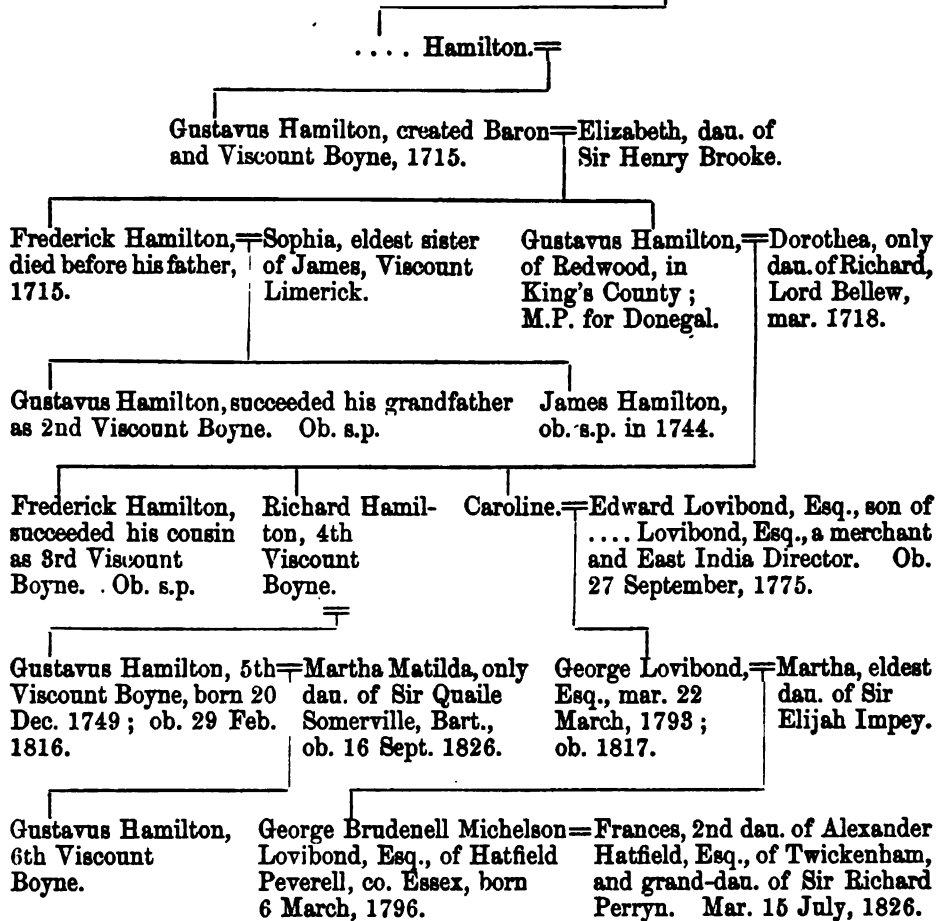 .... Hamilton.
Gustavus Hamilton, created Baron
and Viscount Boyne, 1715.
Elizabeth, dau. of
Sir Henry Brooke.
Frederick Hamilton,
died before his father,
1715.
Sophia, eldest sister
of James, Viscount
Limerick.
Gustavus Hamilton,
of Redwood, in
King's County ;
M.P. for Donegal.
Dorothea, only
dau. of Richard,
Lord Bellew,
mar. 1718.
Gustavus Hamilton, succeeded his grandfather
as 2nd Viscount Boyne. Ob. s.p.
James Hamilton,
ob. s.p. in 1744.
Frederick Hamilton,
succeeded his cousin
as 3rd Viscount
Boyne. Ob. s.p.
Richard Hamil-
ton, 4th
Viscount
Boyne.
Caroline.
Edward Lovibond, Esq., son of
.... Lovibond, Esq., a merchant
and East India Director. Ob.
27 September, 1775.
Gustavus Hamilton, 5th
Viscount Boyne, born 20
Dec. 1749 ; ob. 29 Feb.
1816.
Martha Matilda, only
dau. of Sir Quaile
Somerville, Bart.,
ob. 16 Sept. 1826.
George Lovibond,
Esq., mar. 22
March, 1793 ;
ob. 1817.
Martha, eldest
dau. of Sir
Elijah Impey.
Gustavus Hamilton,
6th Viscount
Boyne.
George Brudenell Michelson
Lovibond, Esq., of Hatfield
Peverell, co. Essex, born
6 March, 1796.
Frances, 2nd dau. of Alexander
Hatfield, Esq., of Twickenham,
and grand-dau. of Sir Richard
Perryn. Mar. 15 July, 1826.